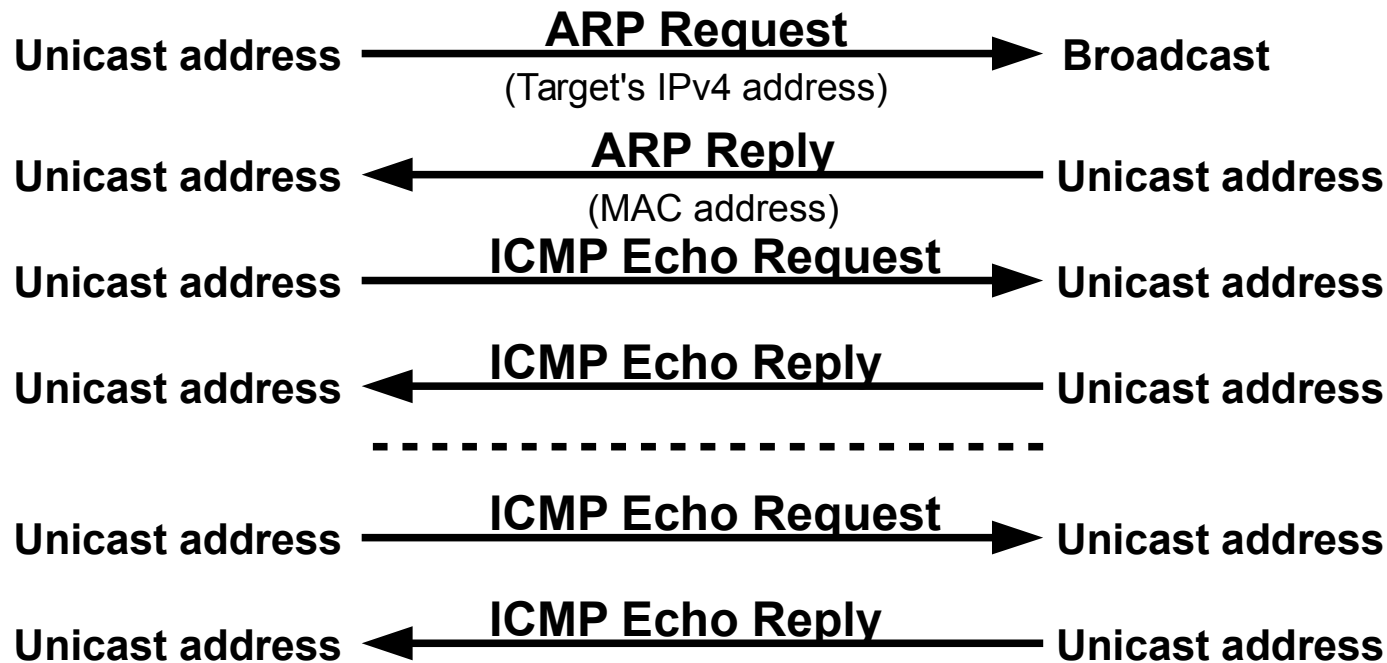 Unicast address ARP Request Broadcast
(Target's IPv4 address)
Unicast address ARP Reply Unicast address
(MAC address)
Unicast address ICMP Echo Request Unicast address
Unicast address ICMP Echo Reply Unicast address
Unicast address ICMP Echo Request Unicast address
Unicast address ICMP Echo Reply Unicast address